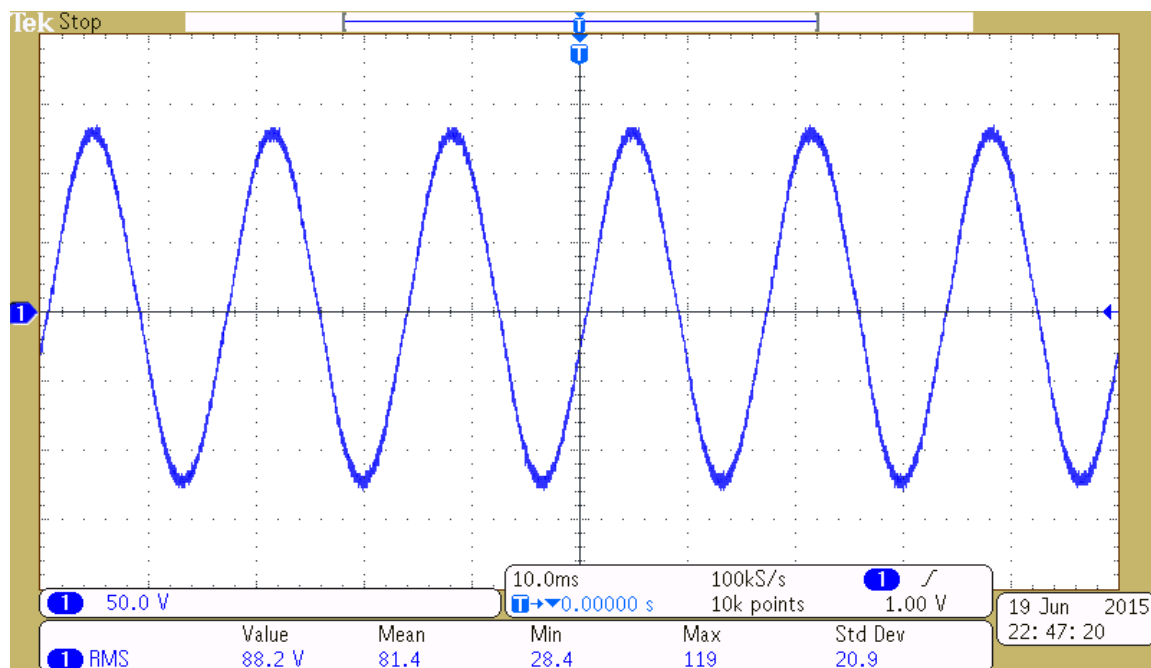 Tek Stop
T
T
1
1 50.0 V
10.0ms 100kS/s 1 /
T→▼0.00000 s 10k points 1.00 V
19 Jun 2015
22:47:20
Value Mean Min Max Std Dev
1 RMS 88.2 V 81.4 28.4 119 20.9